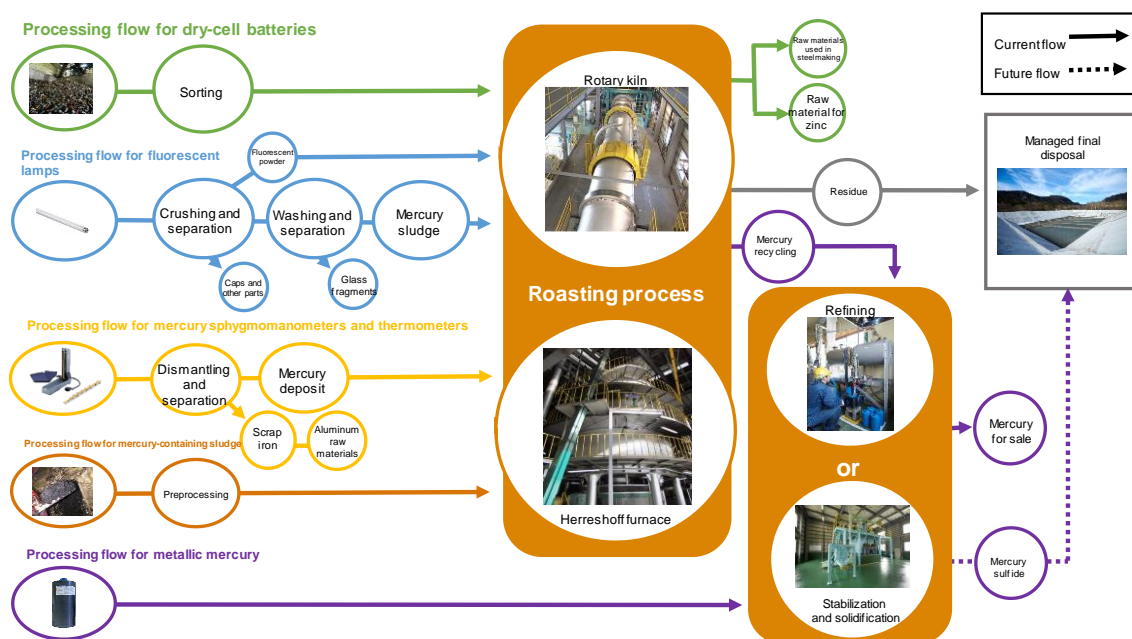 Processing flow for dry-cell batteries
Sorting
Rotary kiln
Raw materials
used in
steelmaking
Raw
material for
zinc
Current flow
Future flow
Managed final
disposal
Processing flow for fluorescent
lamps
Fluorescent
powder
Crushing and
separation
Washing and
separation
Mercury
sludge
Caps and
other parts
Glass
fragments
Residue
Mercury
recycling
Roasting process
Processing flow for mercury sphygmomanometers and thermometers
Dismantling
and
separation
Mercury
deposit
Scrap
iron
Aluminum
raw
materials
Refining
or
Mercury
for sale
Processing flow for mercury-containing sludge
Preprocessing
Herreshoff furnace
Processing flow for metallic mercury
Stabilization
and solidification
Mercury
sulfide